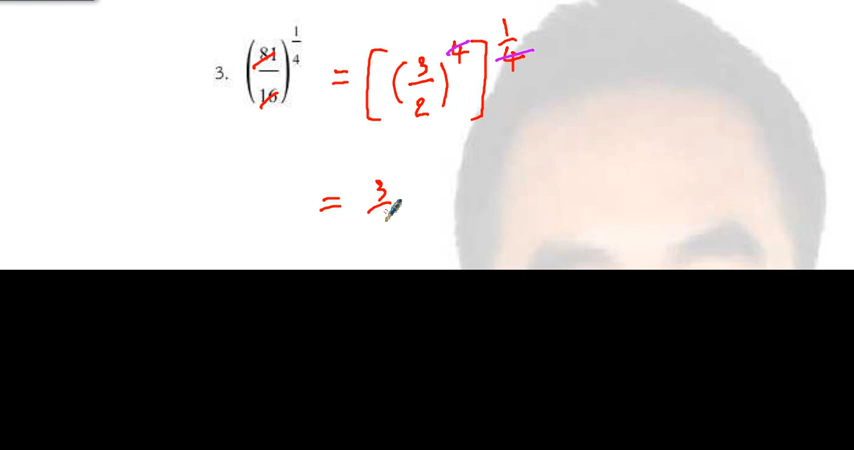 3. (81/16)^(1/4) = [(3/2)^4]^(1/4)
= 3